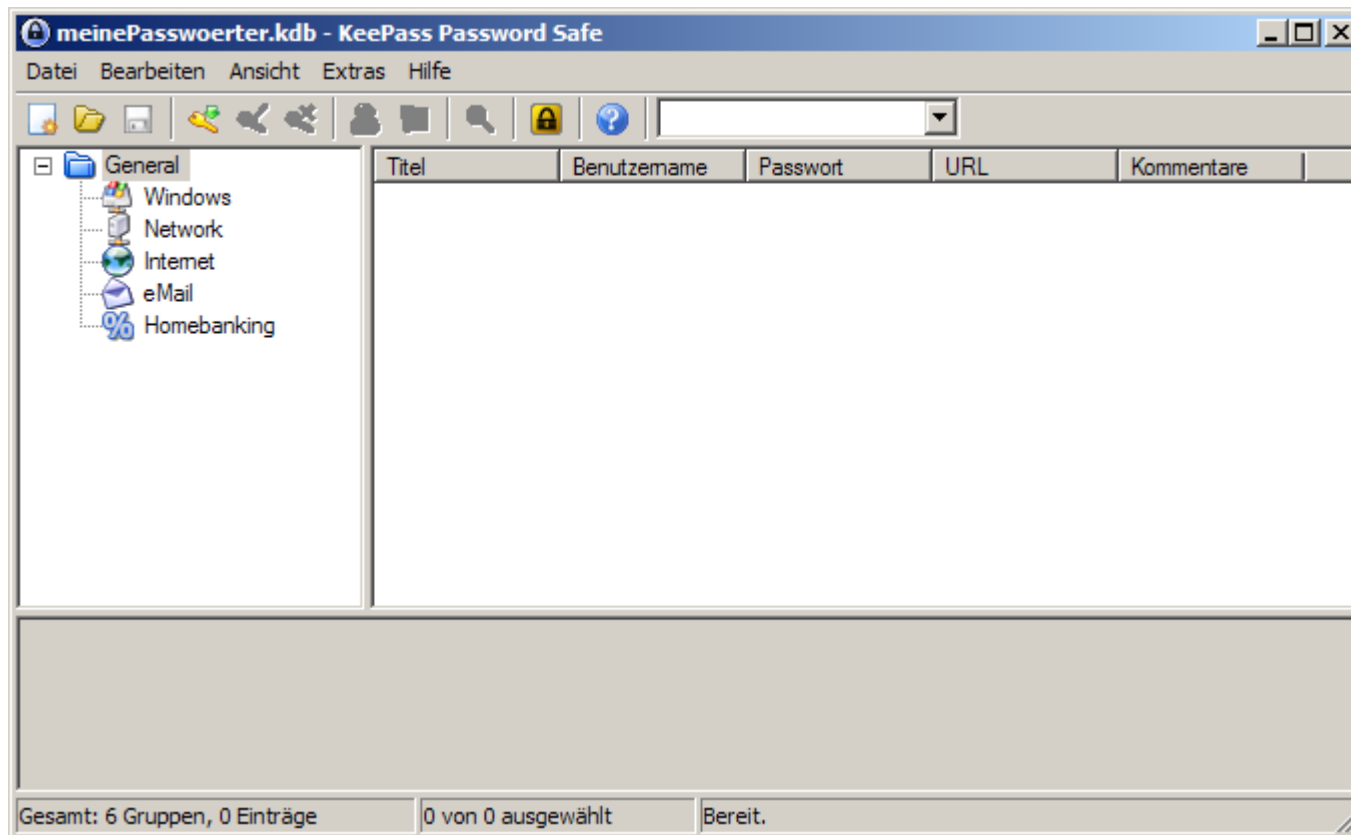 meinePasswoerter.kdb - KeePass Password Safe
Datei Bearbeiten Ansicht Extras Hilfe
General
Windows
Network
Internet
eMail
Homebanking
Titel Benutzername Passwort URL Kommentare
Gesamt: 6 Gruppen, 0 Einträge 0 von 0 ausgewählt Bereit.